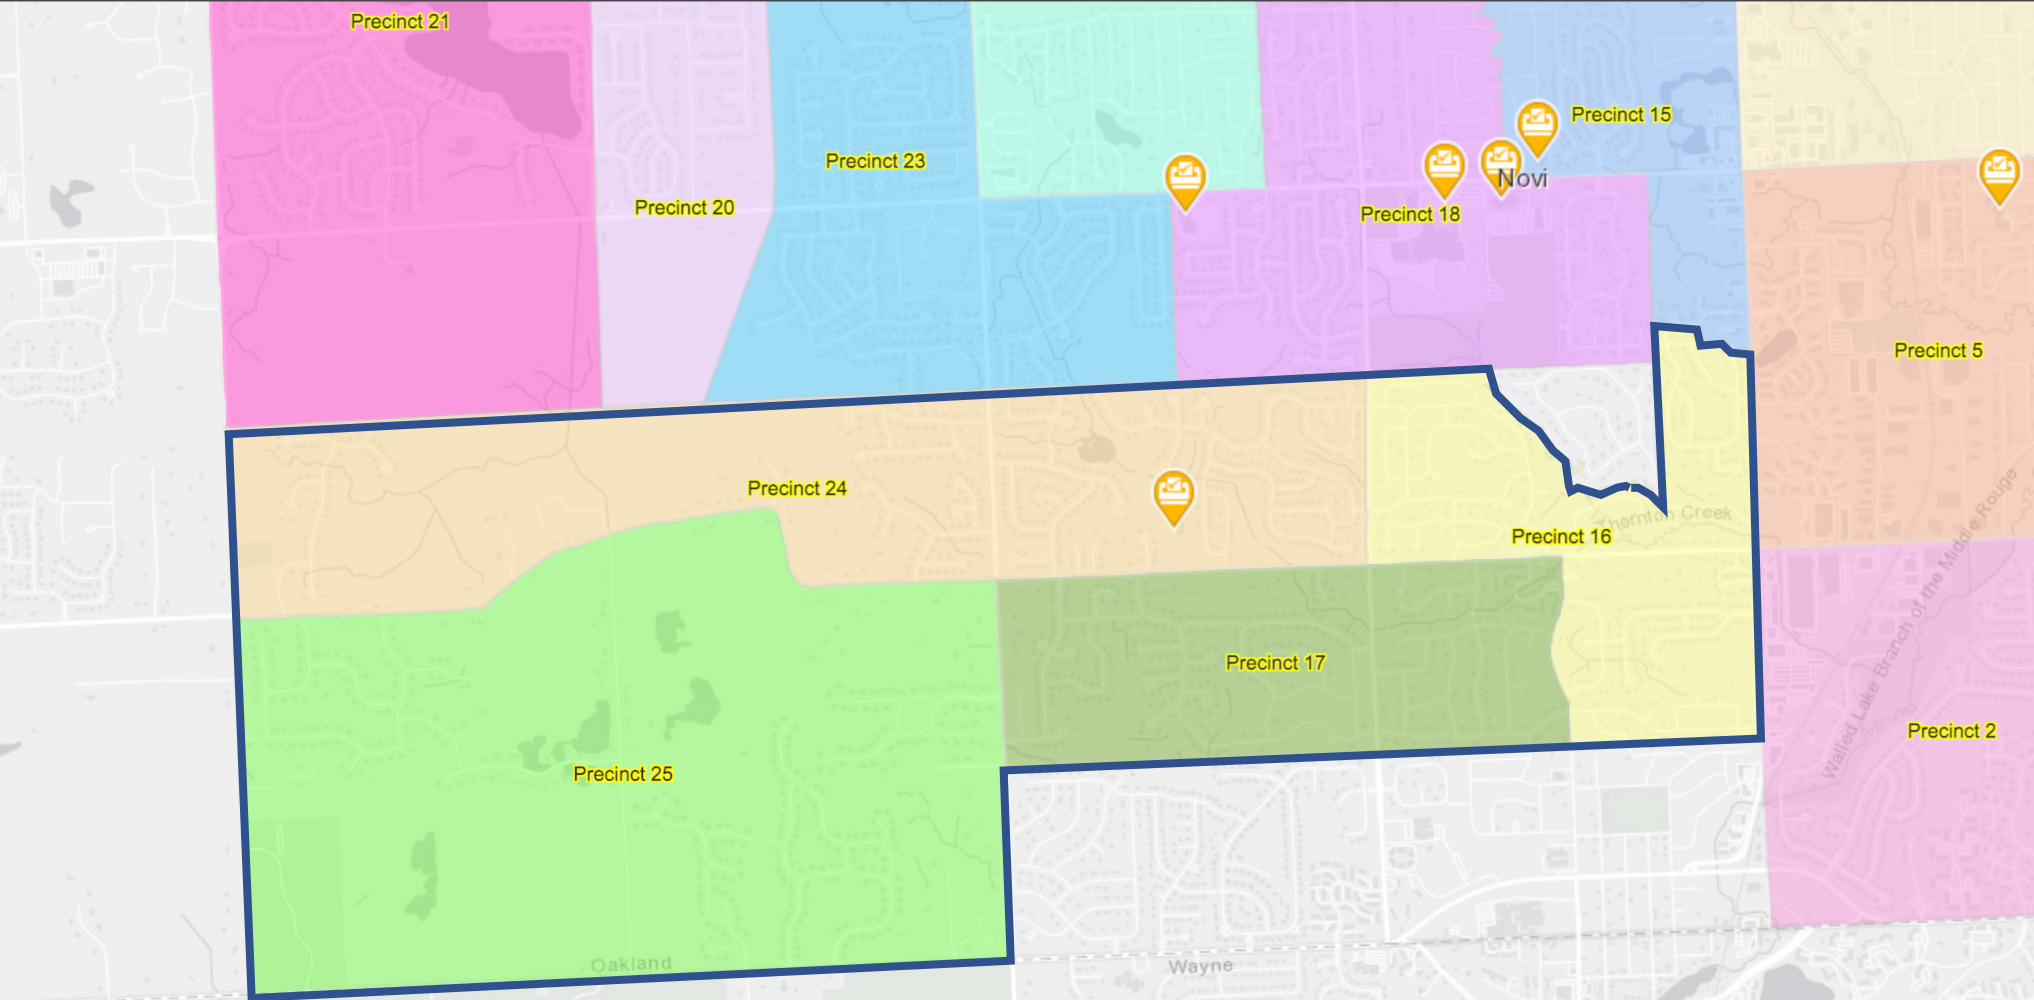 Precinct 21
Precinct 15
Precinct 23
Novi
Precinct 20
Precinct 18
Precinct 5
Precinct 24
Thornton Creek
Precinct 16
Walled Lake Branch of the Middle Rouge
Precinct 17
Precinct 2
Precinct 25
Oakland
Wayne